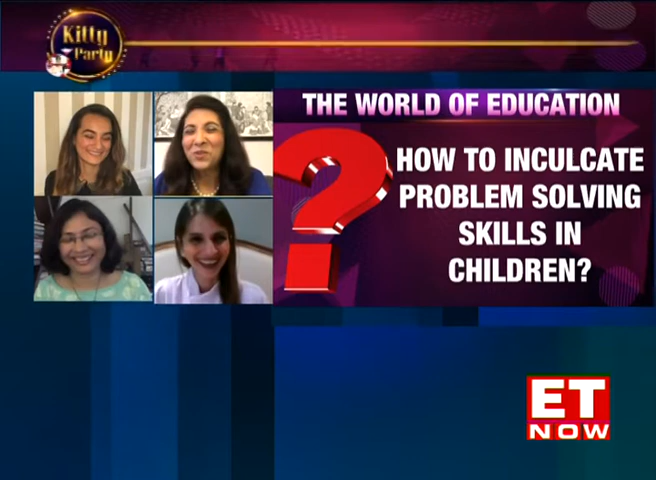 Kitty
Party
THE WORLD OF EDUCATION
HOW TO INCULCATE
PROBLEM SOLVING
SKILLS IN
CHILDREN?
ET
NOW